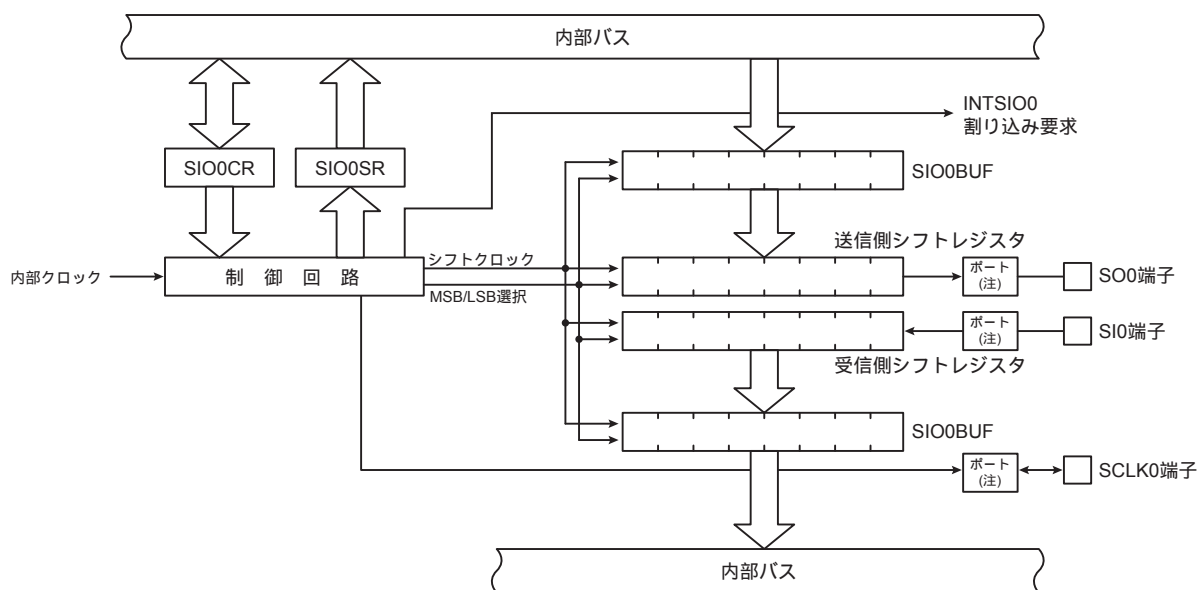 内部バス
INTSIO0
割り込み要求
SIO0CR
SIO0SR
SIO0BUF
送信側シフトレジスタ
内部クロック
制 御 回 路
シフトクロック
MSB/LSB選択
ポート
(注)
SO0端子
ポート
(注)
SI0端子
受信側シフトレジスタ
SIO0BUF
ポート
(注)
SCLK0端子
内部バス